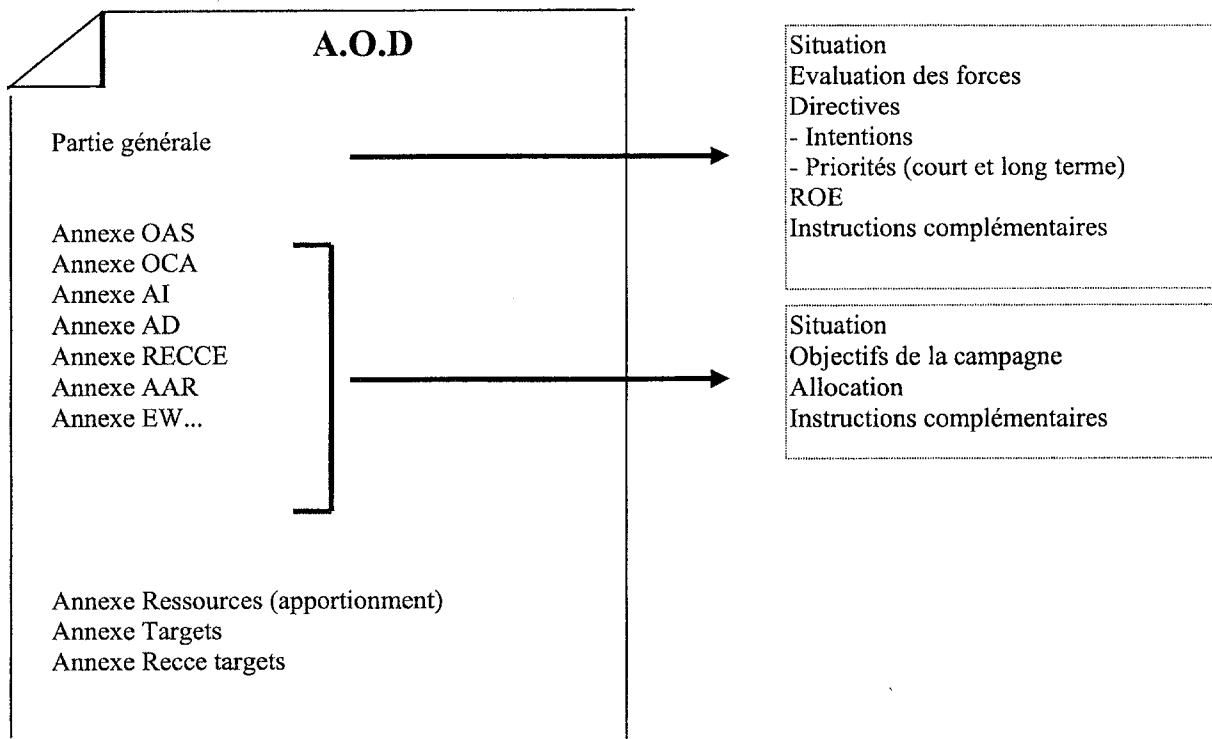 A.O.D
Partie générale
Annexe OAS
Annexe OCA
Annexe AI
Annexe AD
Annexe RECCE
Annexe AAR
Annexe EW...
Annexe Ressources (apportionment)
Annexe Targets
Annexe Recce targets
Situation
Evaluation des forces
Directives
- Intentions
- Priorités (court et long terme)
ROE
Instructions complémentaires
Situation
Objectifs de la campagne
Allocation
Instructions complémentaires